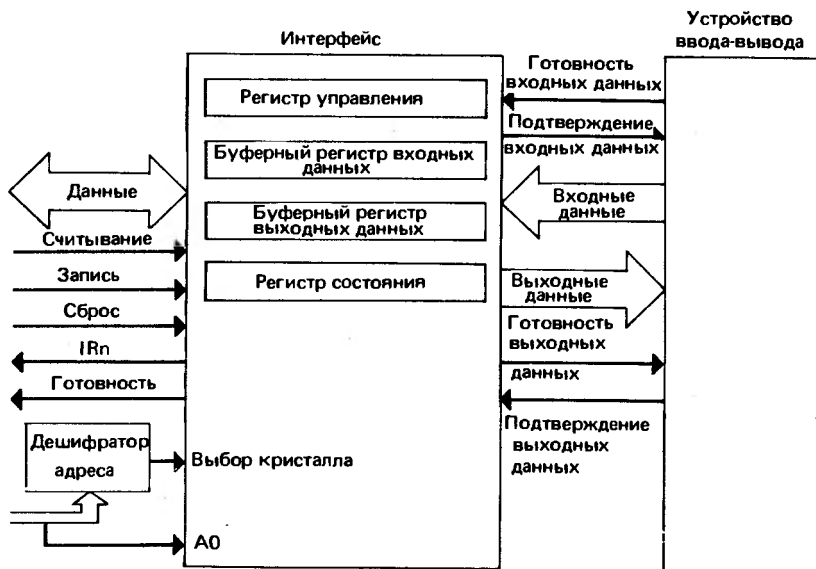 Устройство
ввода-вывода
Интерфейс
Готовность
входных данных
Регистр управления
Подтверждение
входных данных
Буферный регистр входных
данных
Данные
Входные
данные
Буферный регистр
выходных данных
Считывание
Запись
Регистр состояния
Выходные
данные
Сброс
Готовность
выходных
данных
IRn
Готовность
Подтверждение
выходных
данных
Дешифратор
адреса
Выбор кристалла
A0